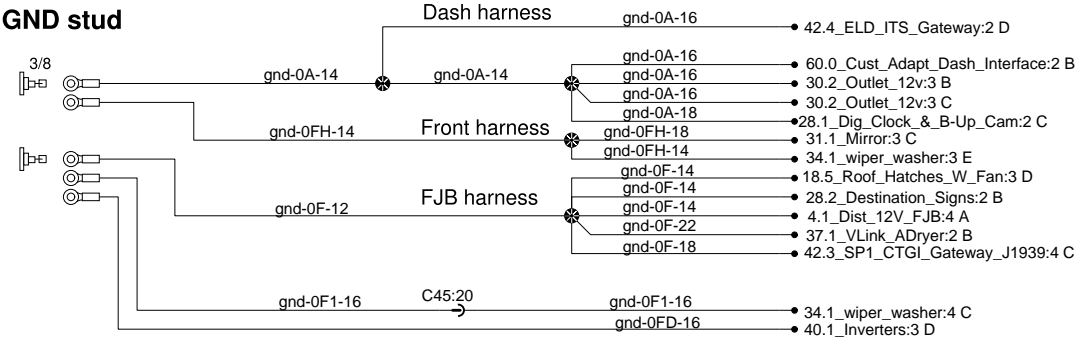 GND stud
Dash harness
gnd-0A-16
42.4_ELD_ITS_Gateway:2 D
3/8
gnd-0A-14
gnd-0A-14
gnd-0A-16
60.0_Cust_Adapt_Dash_Interface:2 B
gnd-0A-16
30.2_Outlet_12v:3 B
gnd-0A-16
30.2_Outlet_12v:3 C
gnd-0A-18
28.1_Dig_Clock_&_B-Up_Cam:2 C
gnd-0FH-14
Front harness
gnd-0FH-18
31.1_Mirror:3 C
gnd-0FH-14
34.1_wiper_washer:3 E
gnd-0F-14
18.5_Roof_Hatches_W_Fan:3 D
gnd-0F-12
FJB harness
gnd-0F-14
28.2_Destination_Signs:2 B
gnd-0F-14
4.1_Dist_12V_FJB:4 A
gnd-0F-22
37.1_VLink_ADryer:2 B
gnd-0F-18
42.3_SP1_CTGI_Gateway_J1939:4 C
gnd-0F1-16
C45:20
gnd-0F1-16
34.1_wiper_washer:4 C
gnd-0FD-16
40.1_Inverters:3 D